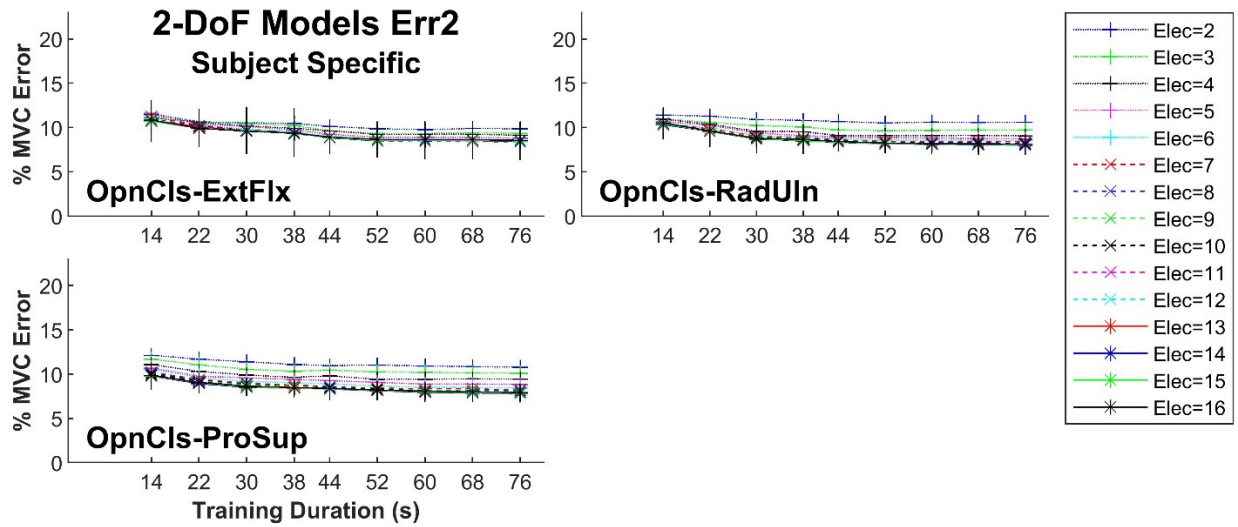 2-DoF Models Err2
Subject Specific
% MVC Error
20
15
10
5
0
OpnCls-ExtFlx
14 22 30 38 44 52 60 68 76
% MVC Error
20
15
10
5
0
OpnCls-RadUln
14 22 30 38 44 52 60 68 76
% MVC Error
20
15
10
5
0
OpnCls-ProSup
14 22 30 38 44 52 60 68 76
Training Duration (s)
Elec=2
Elec=3
Elec=4
Elec=5
Elec=6
Elec=7
Elec=8
Elec=9
Elec=10
Elec=11
Elec=12
Elec=13
Elec=14
Elec=15
Elec=16